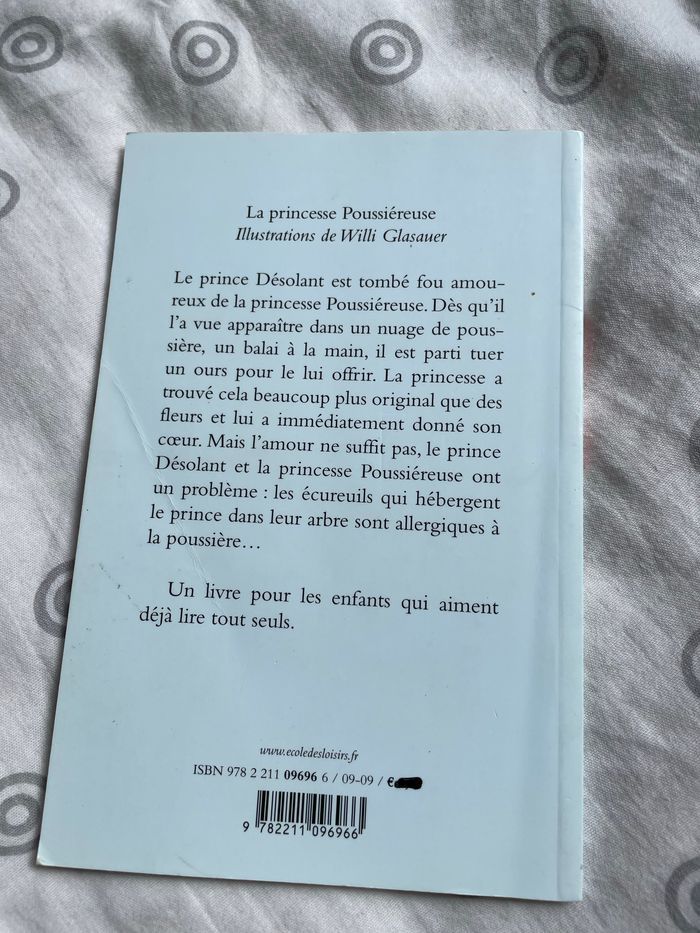 La princesse Poussiéreuse
Illustrations de Willi Glasauer
Le prince Désolant est tombé fou amou-
reux de la princesse Poussiéreuse. Dès qu'il
l'a vue apparaître dans un nuage de pous-
sière, un balai à la main, il est parti tuer
un ours pour le lui offrir. La princesse a
trouvé cela beaucoup plus original que des
fleurs et lui a immédiatement donné son
cœur. Mais l'amour ne suffit pas, le prince
Désolant et la princesse Poussiéreuse ont
un problème : les écureuils qui hébergent
le prince dans leur arbre sont allergiques à
la poussière...
Un livre pour les enfants qui aiment
déjà lire tout seuls.
www.ecoledesloisirs.fr
ISBN 978 2 211 09696 6 / 09-09 / €
9 782211 096966